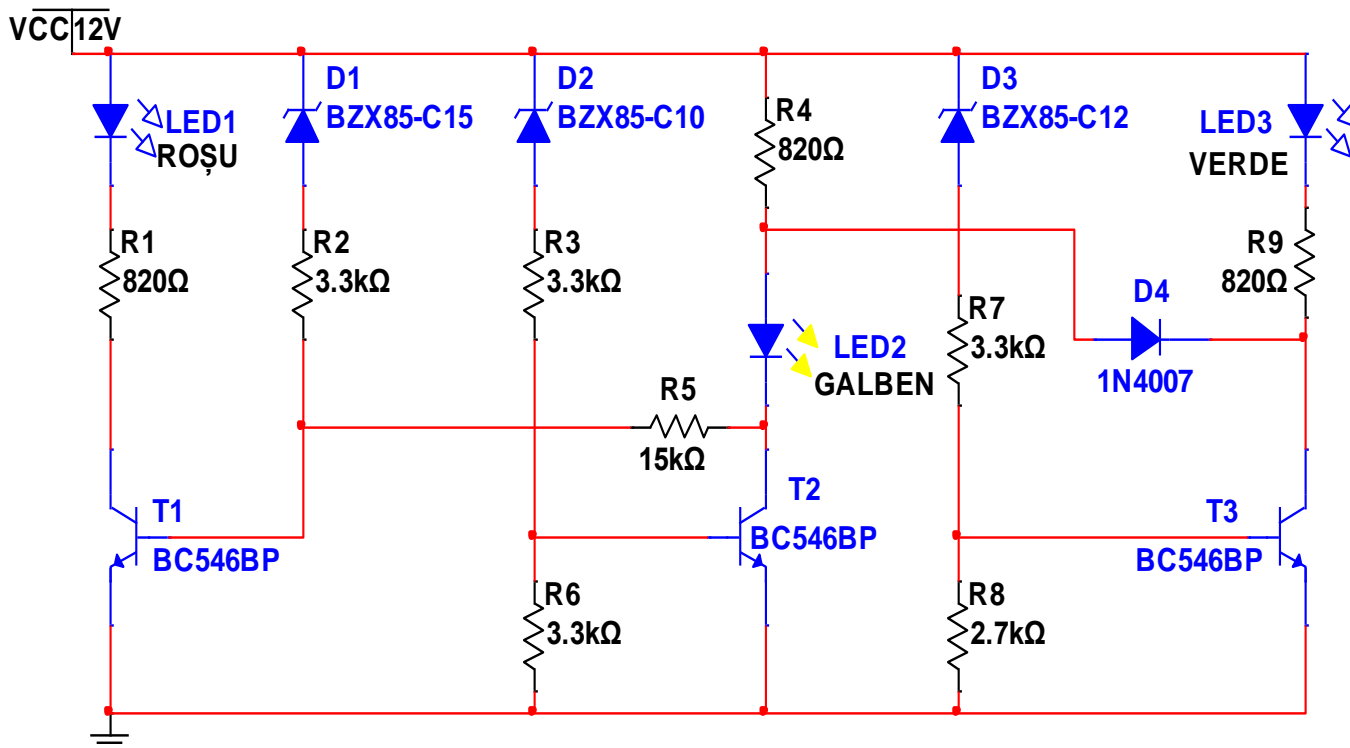 VCC 12V
D1
BZX85-C15
D2
BZX85-C10
R4
820Ω
D3
BZX85-C12
LED1
ROȘU
LED3
VERDE
R1
820Ω
R2
3.3kΩ
R3
3.3kΩ
R9
820Ω
D4
1N4007
LED2
GALBEN
R7
3.3kΩ
R5
15kΩ
T1
BC546BP
T2
BC546BP
T3
BC546BP
R6
3.3kΩ
R8
2.7kΩ